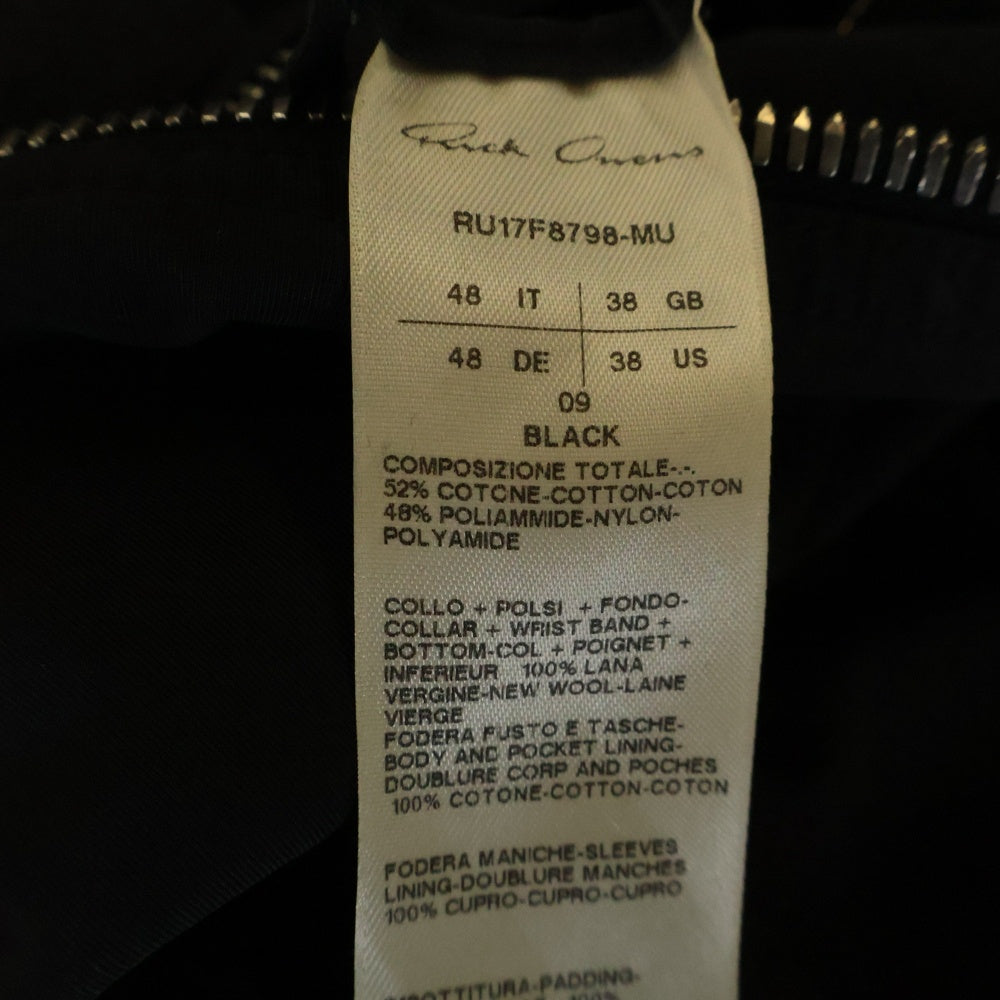 Rick Owens
RU17F8798-MU
48 IT 38 GB
48 DE 38 US
09
BLACK
COMPOSIZIONE TOTALE-.-.
52% COTONE-COTTON-COTON
48% POLIAMMIDE-NYLON-
POLYAMIDE
COLLO + POLSI + FONDO-
COLLAR + WRIST BAND +
BOTTOM-COL + POIGNET +
INFERIEUR 100% LANA
VERGINE-NEW WOOL-LAINE
VIERGE
FODERA FUSTO E TASCHE-
BODY AND POCKET LINING-
DOUBLURE CORP AND POCHES
100% COTONE-COTTON-COTON
FODERA MANICHE-SLEEVES
LINING-DOUBLURE MANCHES
100% CUPRO-CUPRO-CUPRO